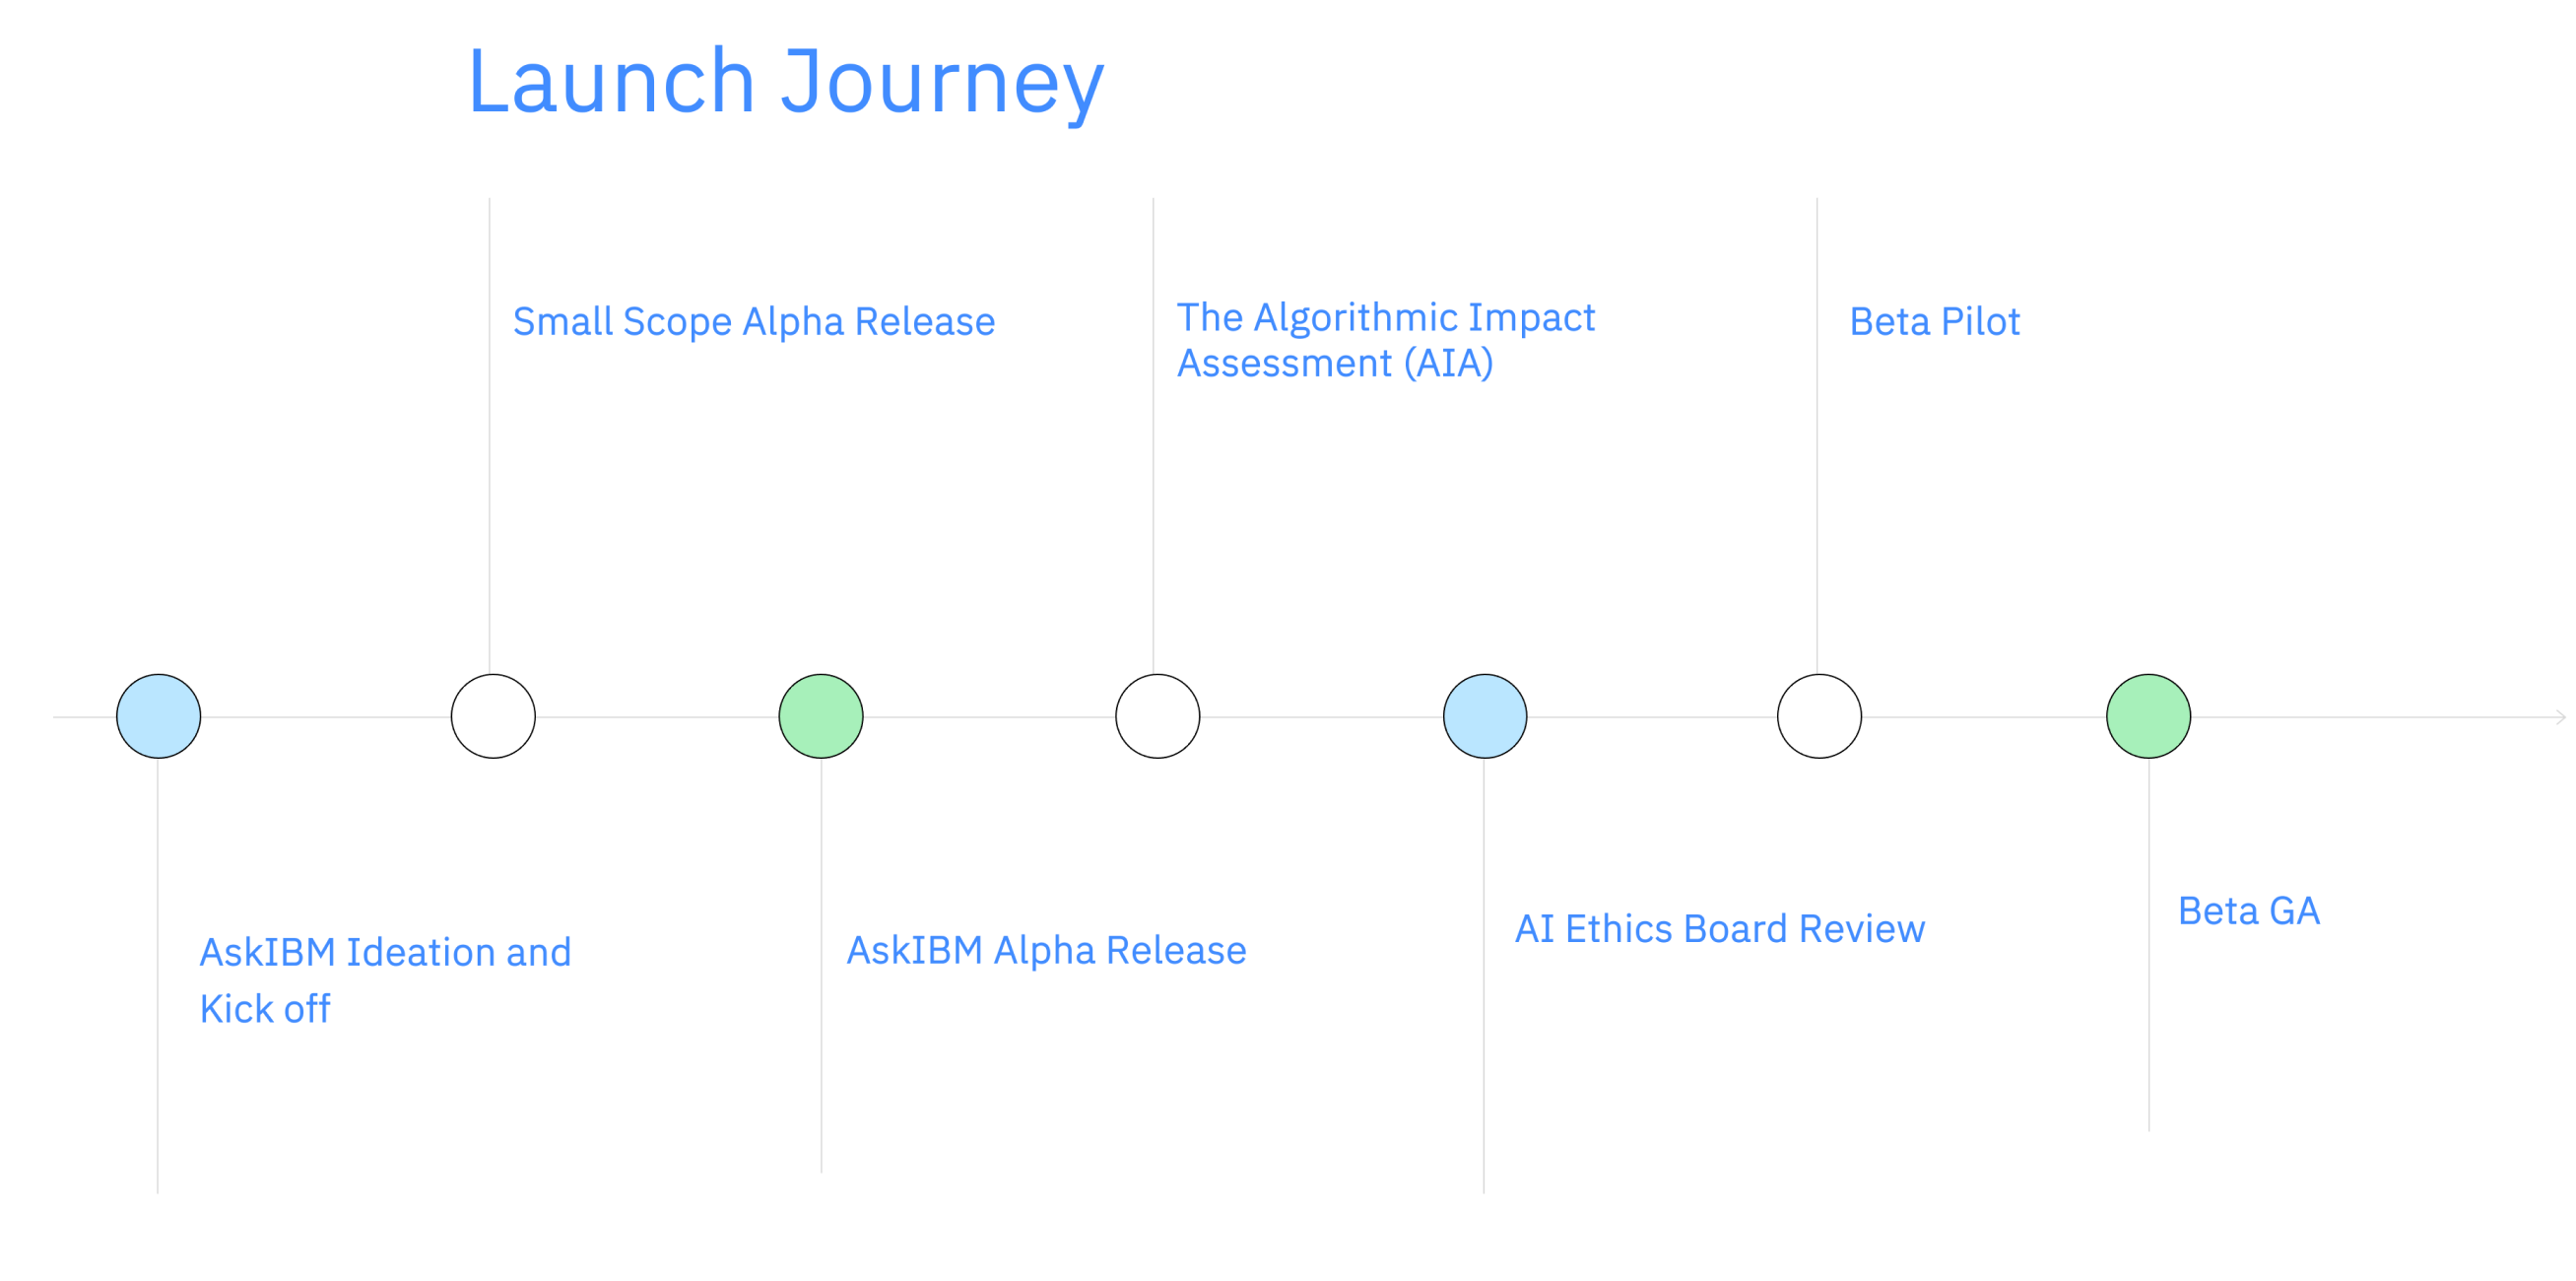 Launch Journey
Small Scope Alpha Release
The Algorithmic Impact
Assessment (AIA)
Beta Pilot
AskIBM Ideation and
Kick off
AskIBM Alpha Release
AI Ethics Board Review
Beta GA